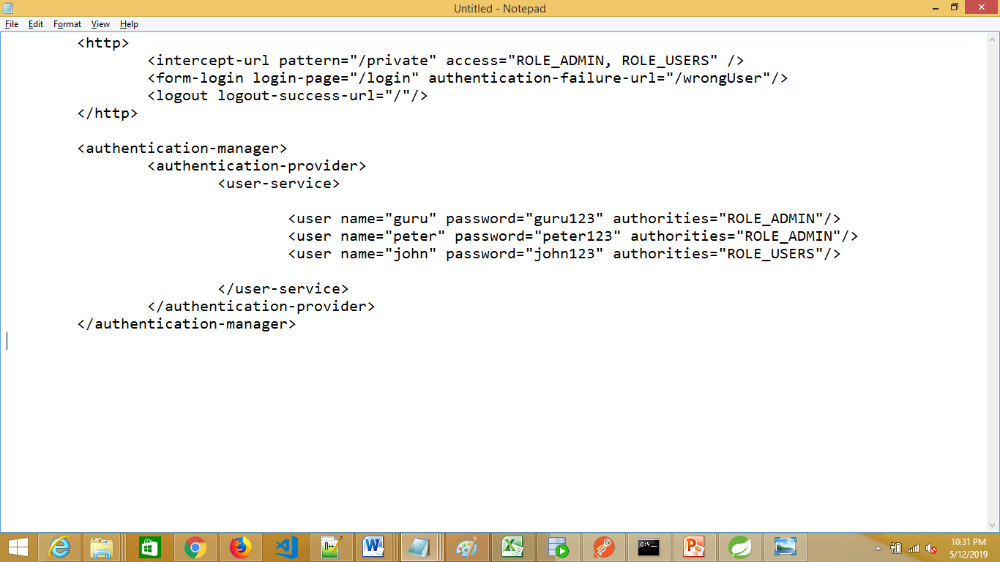 Untitled - Notepad
File Edit Format View Help
<http>
<intercept-url pattern="/private" access="ROLE_ADMIN, ROLE_USERS" />
<form-login login-page="/login" authentication-failure-url="/wrongUser"/>
<logout logout-success-url="/"/>
</http>
<authentication-manager>
<authentication-provider>
<user-service>
<user name="guru" password="guru123" authorities="ROLE_ADMIN"/>
<user name="peter" password="peter123" authorities="ROLE_ADMIN"/>
<user name="john" password="john123" authorities="ROLE_USERS"/>
</user-service>
</authentication-provider>
</authentication-manager>
10:31 PM
5/12/2019